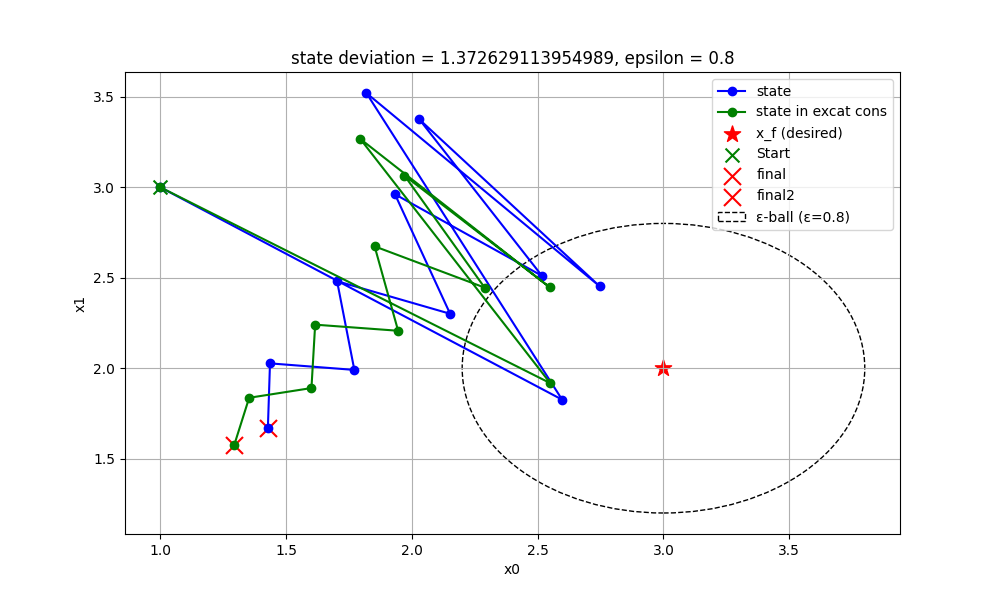 state deviation = 1.372629113954989, epsilon = 0.8
state
state in excat cons
x_f (desired)
Start
final
final2
ε-ball (ε=0.8)
x1
3.5
3.0
2.5
2.0
1.5
1.0 1.5 2.0 2.5 3.0 3.5
x0